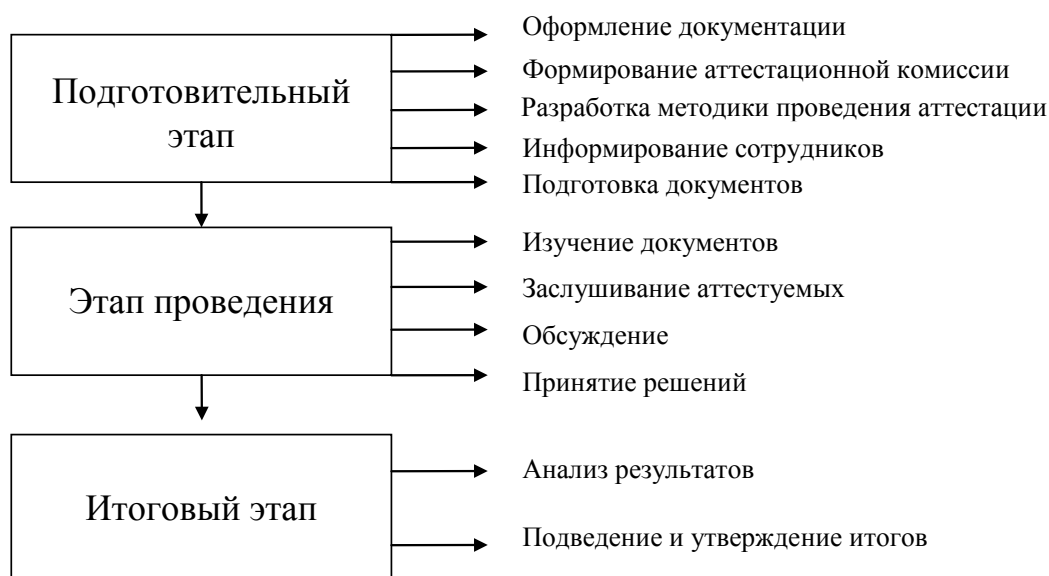 Подготовительный
этап
Оформление документации
Формирование аттестационной комиссии
Разработка методики проведения аттестации
Информирование сотрудников
Подготовка документов
Этап проведения
Изучение документов
Заслушивание аттестуемых
Обсуждение
Принятие решений
Итоговый этап
Анализ результатов
Подведение и утверждение итогов